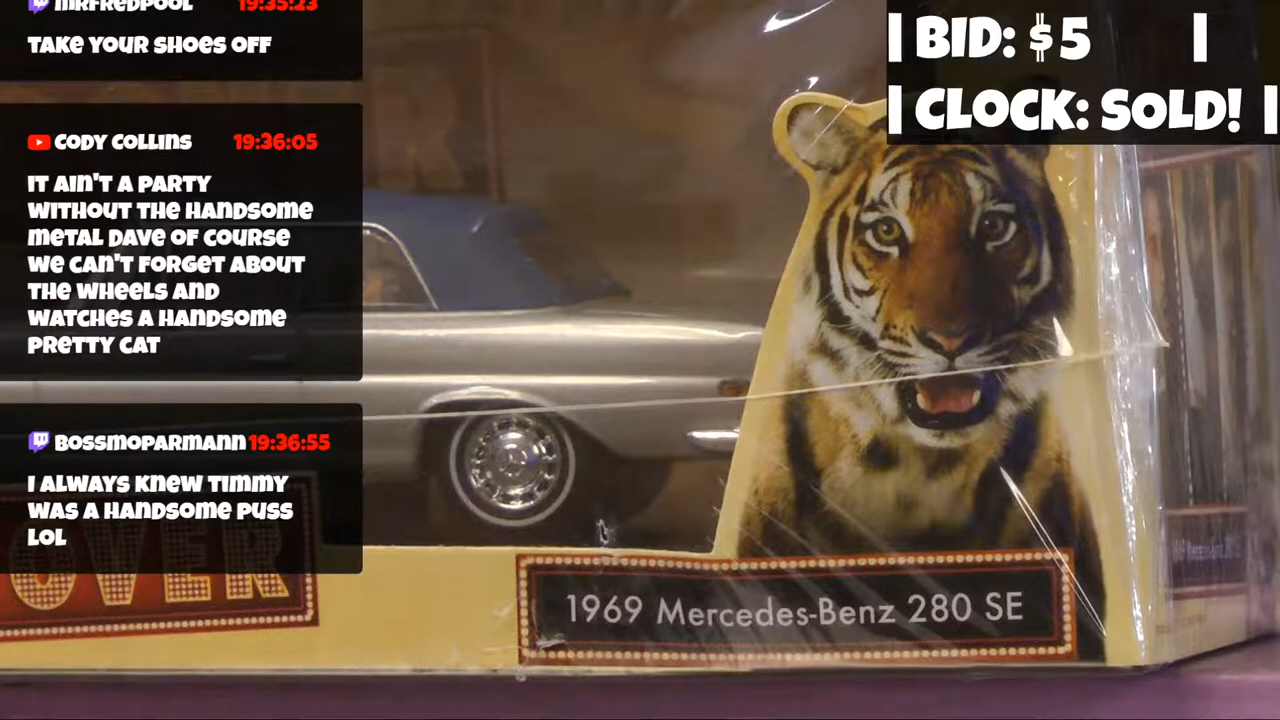 MRFREDPOOL 19:35:23
TAKE YOUR SHOES OFF
CODY COLLINS 19:36:05
IT AIN'T A PARTY
WITHOUT THE HANDSOME
METAL DAVE OF COURSE
WE CAN'T FORGET ABOUT
THE WHEELS AND
WATCHES A HANDSOME
PRETTY CAT
BOSSMOPARMANN 19:36:55
I ALWAYS KNEW TIMMY
WAS A HANDSOME PUSS
LOL
| BID: $5 |
| CLOCK: SOLD! |
OVER
1969 Mercedes-Benz 280 SE